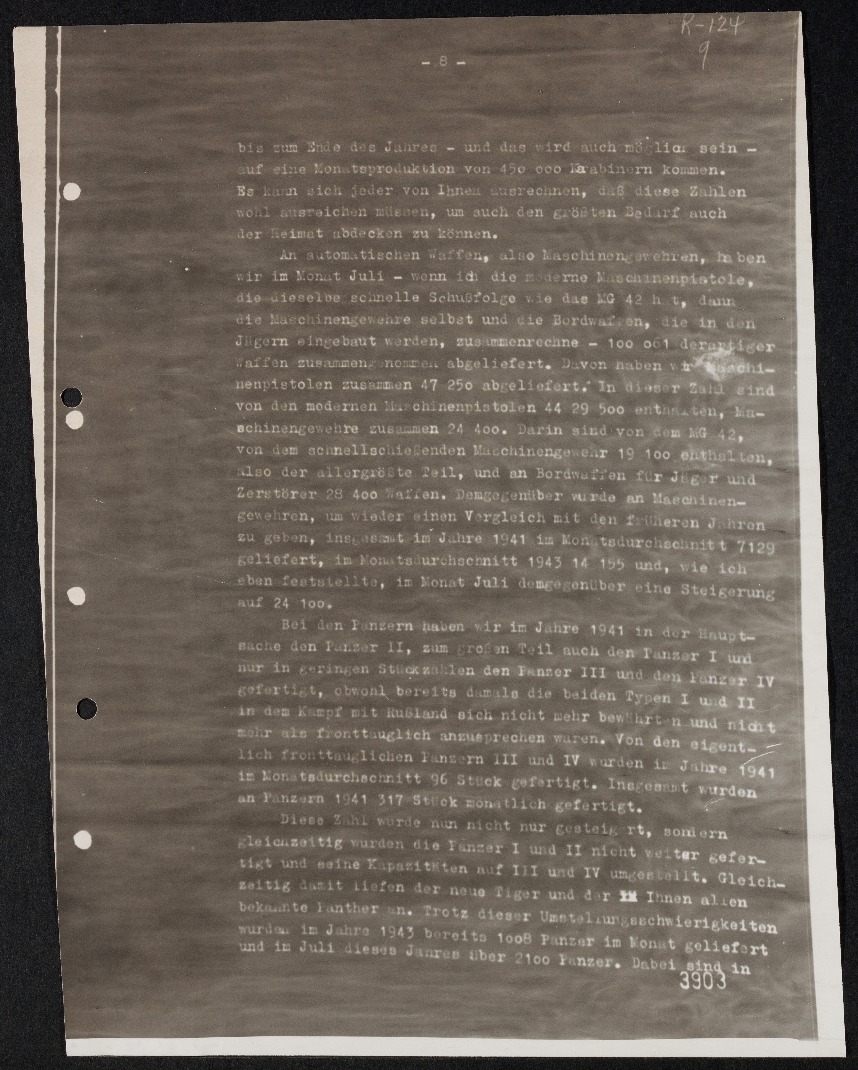 R-124
9
- 8 -
bis zum Ende des Jahres - und das wird auch möglich sein -
auf eine Monatsproduktion von 450 000 Karabinern kommen.
Es kann sich jeder von Ihnen ausrechnen, daß diese Zahlen
wohl ausreichen müssen, um auch den größten Bedarf auch
der Heimat abdecken zu können.
An automatischen Waffen, also Maschinengewehren, haben
wir im Monat Juli - wenn ich die moderne Maschinenpistole,
die dieselbe schnelle Schußfolge wie das MG 42 hat, dann
die Maschinengewehre selbst und die Bordwaffen, die in den
Jägern eingebaut werden, zusammenrechne - 100 061 derartiger
Waffen zusammengenommen abgeliefert. Davon haben wir Maschi-
nenpistolen zusammen 47 250 abgeliefert. In dieser Zahl sind
von den modernen Maschinenpistolen 44 29 500 enthalten, Ma-
schinengewehre zusammen 24 400. Darin sind von dem MG 42,
von dem schnellschießenden Maschinengewehr 19 100 enthalten,
also der allergrößte Teil, und an Bordwaffen für Jäger und
Zerstörer 28 400 Waffen. Demgegenüber wurde an Maschinen-
gewehren, um wieder einen Vergleich mit den früheren Jahren
zu geben, insgesamt im Jahre 1941 im Monatsdurchschnitt 7129
geliefert, im Monatsdurchschnitt 1943 14 155 und, wie ich
eben feststellte, im Monat Juli demgegenüber eine Steigerung
auf 24 100.
Bei den Panzern haben wir im Jahre 1941 in der Haupt-
sache den Panzer II, zum großen Teil auch den Panzer I und
nur in geringen Stückzahlen den Panzer III und den Panzer IV
gefertigt, obwohl bereits damals die beiden Typen I und II
in dem Kampf mit Rußland sich nicht mehr bewährten und nicht
mehr als fronttauglich anzusprechen waren. Von den eigent-
lich fronttauglichen Panzern III und IV wurden im Jahre 1941
im Monatsdurchschnitt 96 Stück gefertigt. Insgesamt wurden
an Panzern 1941 317 Stück monatlich gefertigt.
Diese Zahl wurde nun nicht nur gesteigert, sondern
gleichzeitig wurden die Panzer I und II nicht weiter gefer-
tigt und seine Kapazitäten auf III und IV umgestellt. Gleich-
zeitig damit liefen der neue Tiger und der Ihnen allen
bekannte Panther an. Trotz dieser Umstellungsschwierigkeiten
wurden im Jahre 1943 bereits 1008 Panzer im Monat geliefert
und im Juli dieses Jahres über 2100 Panzer. Dabei sind in
3903